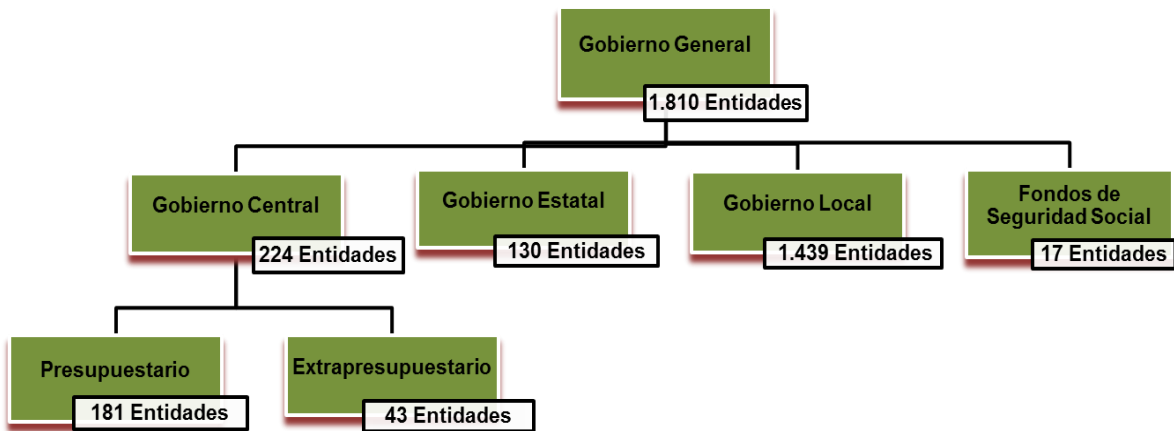 Gobierno General
1.810 Entidades
Gobierno Central
224 Entidades
Gobierno Estatal
130 Entidades
Gobierno Local
1.439 Entidades
Fondos de
Seguridad Social
17 Entidades
Presupuestario
181 Entidades
Extrapresupuestario
43 Entidades